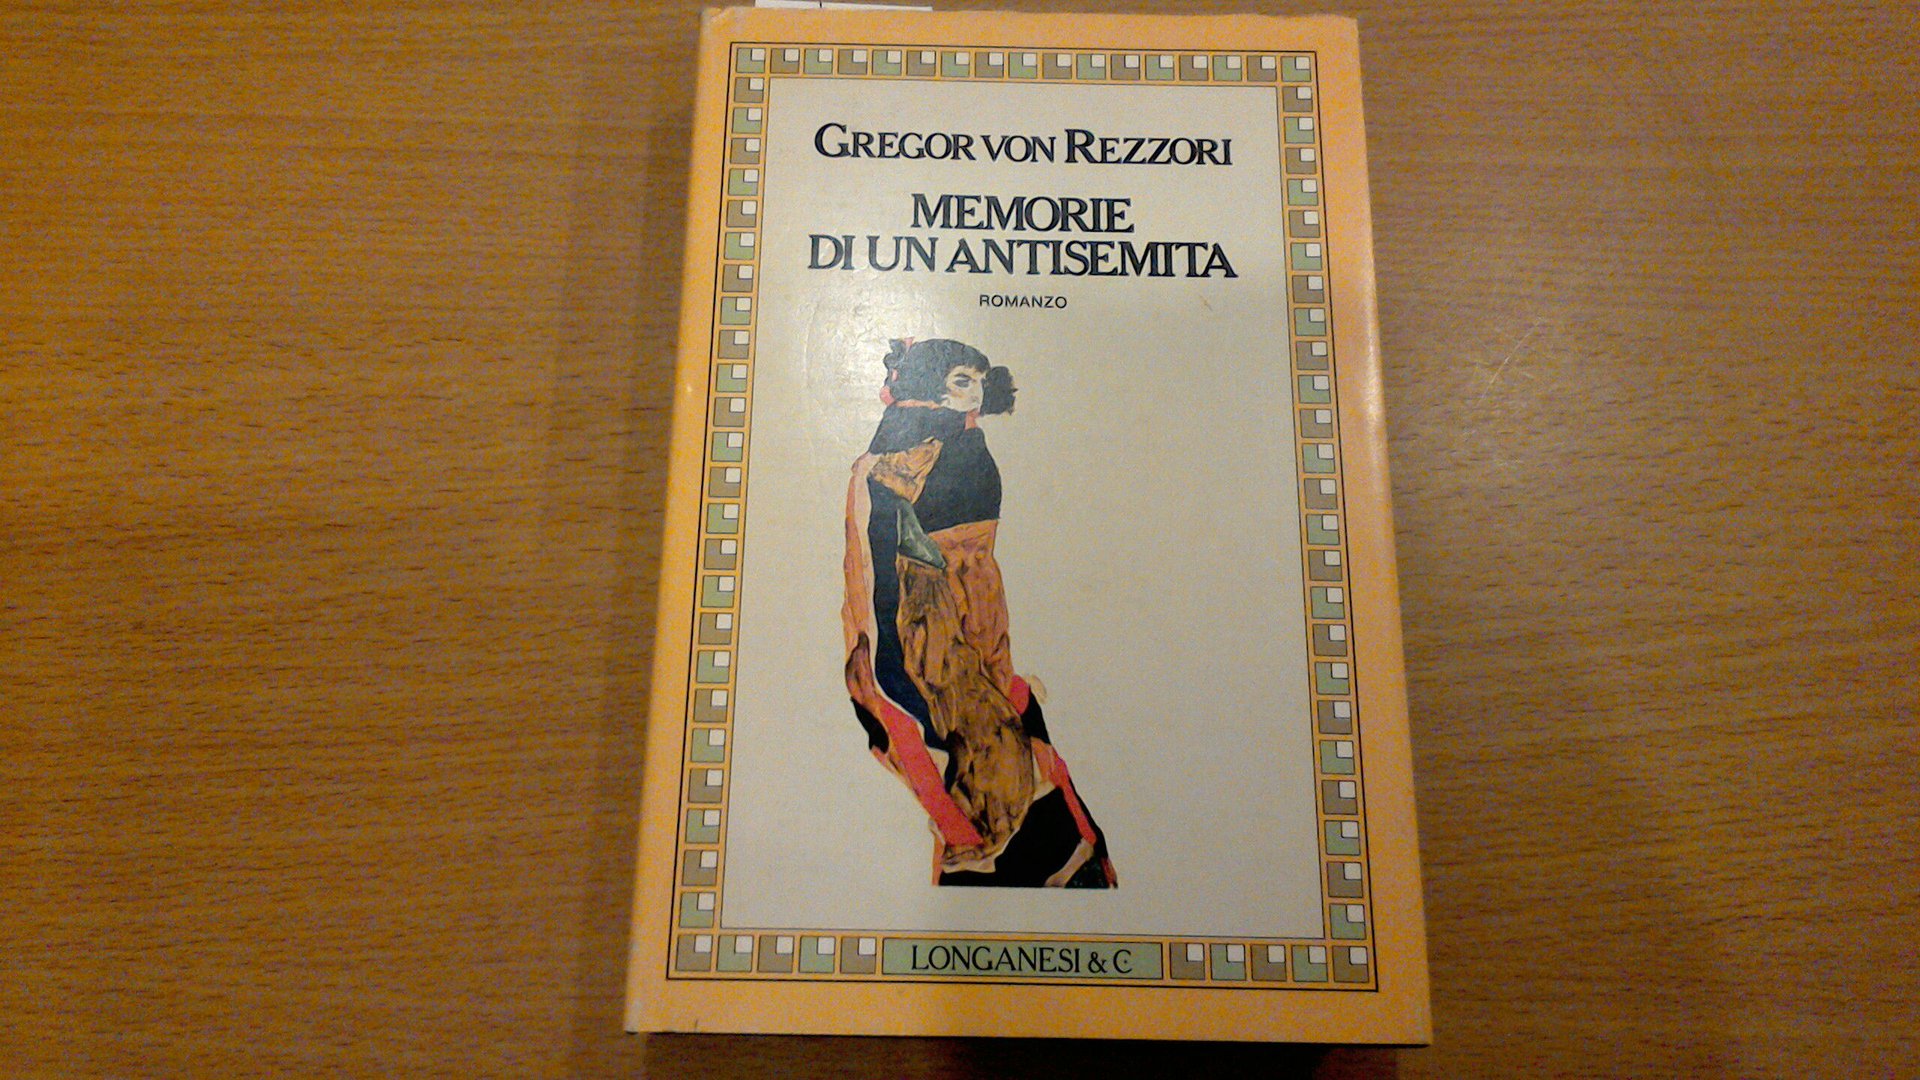 GREGOR VON REZZORI
MEMORIE
DI UN ANTISEMITA
ROMANZO
LONGANESI & C.